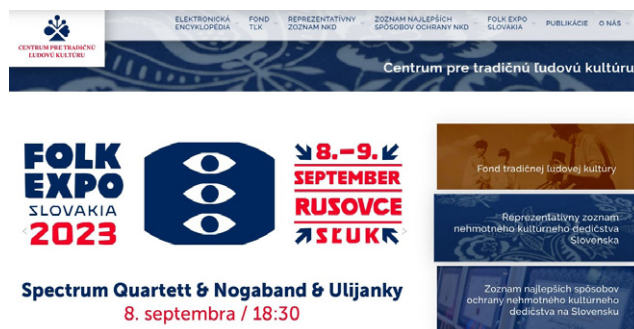 CENTRUM PRE TRADIČNÚ
ĽUDOVÚ KULTÚRU
ELEKTRONICKÁ
ENCYKLOPÉDIA
FOND
TLK
REPREZENTATÍVNY
ZOZNAM NKD
ZOZNAM NAJLEPŠÍCH
SPÔSOBOV OCHRANY NKD
FOLK EXPO
SLOVAKIA
PUBLIKÁCIE
O NÁS
Centrum pre tradičnú ľudovú kultúru
FOLK
EXPO
SLOVAKIA
2023
8.–9.
SEPTEMBER
RUSOVCE
SĽUK
Spectrum Quartett & Nogaband & Ulijanky
8. septembra / 18:30
Fond tradičnej ľudovej kultúry
Reprezentatívny zoznam
nehmotného kultúrneho dedičstva
Slovenska
Zoznam najlepších spôsobov
ochrany nehmotného kultúrneho
dedičstva na Slovensku